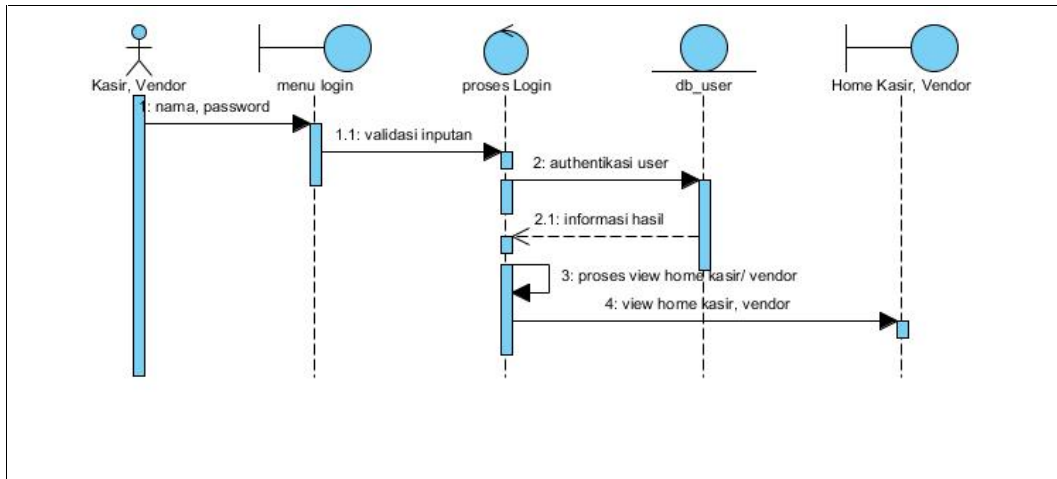 Kasir, Vendor
menu login
proses Login
db_user
Home Kasir, Vendor
1: nama, password
1.1: validasi inputan
2: authentikasi user
2.1: informasi hasil
3: proses view home kasir/ vendor
4: view home kasir, vendor